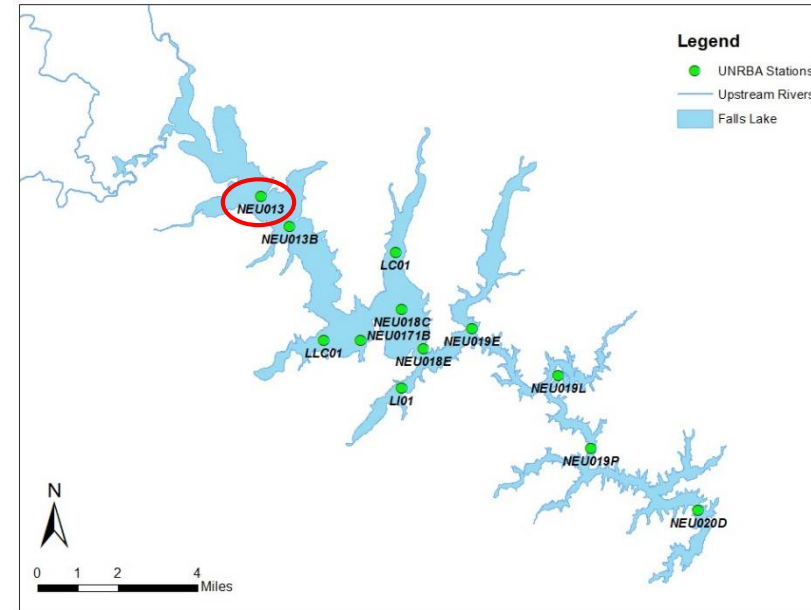 Legend
UNRBA Stations
Upstream Rivers
Falls Lake
NEU013
NEU013B
LC01
NEU018C
NEU0171B
NEU019E
LLC01
NEU018E
NEU019L
LI01
NEU019P
N
NEU020D
0 1 2 4
Miles